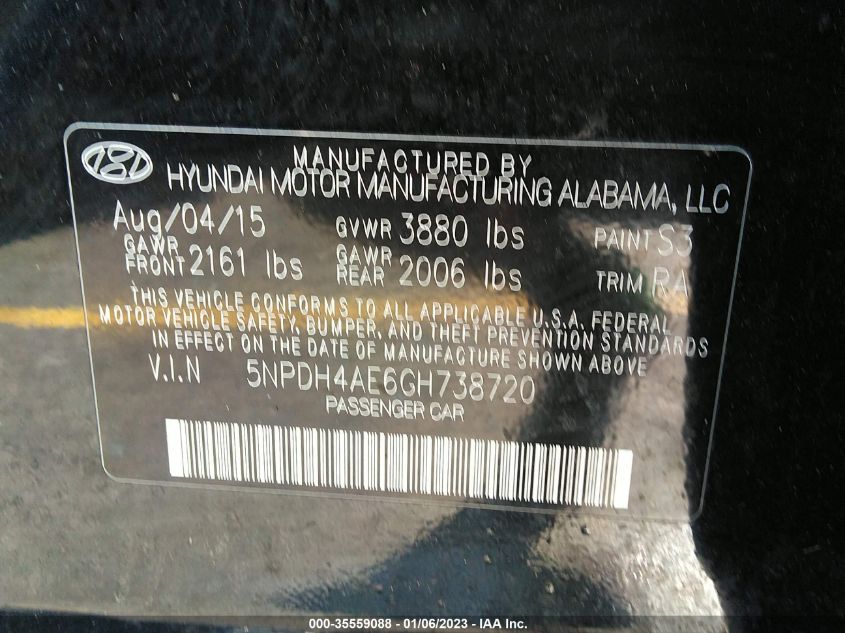 MANUFACTURED BY
HYUNDAI MOTOR MANUFACTURING ALABAMA, LLC
Aug/04/15 GVWR 3880 lbs PAINT S3
GAWR FRONT 2161 lbs GAWR REAR 2006 lbs TRIM RA
THIS VEHICLE CONFORMS TO ALL APPLICABLE U.S.A. FEDERAL
MOTOR VEHICLE SAFETY, BUMPER, AND THEFT PREVENTION STANDARDS
IN EFFECT ON THE DATE OF MANUFACTURE SHOWN ABOVE
V.I.N 5NPDH4AE6GH738720
PASSENGER CAR
000-35559088 - 01/06/2023 - IAA Inc.